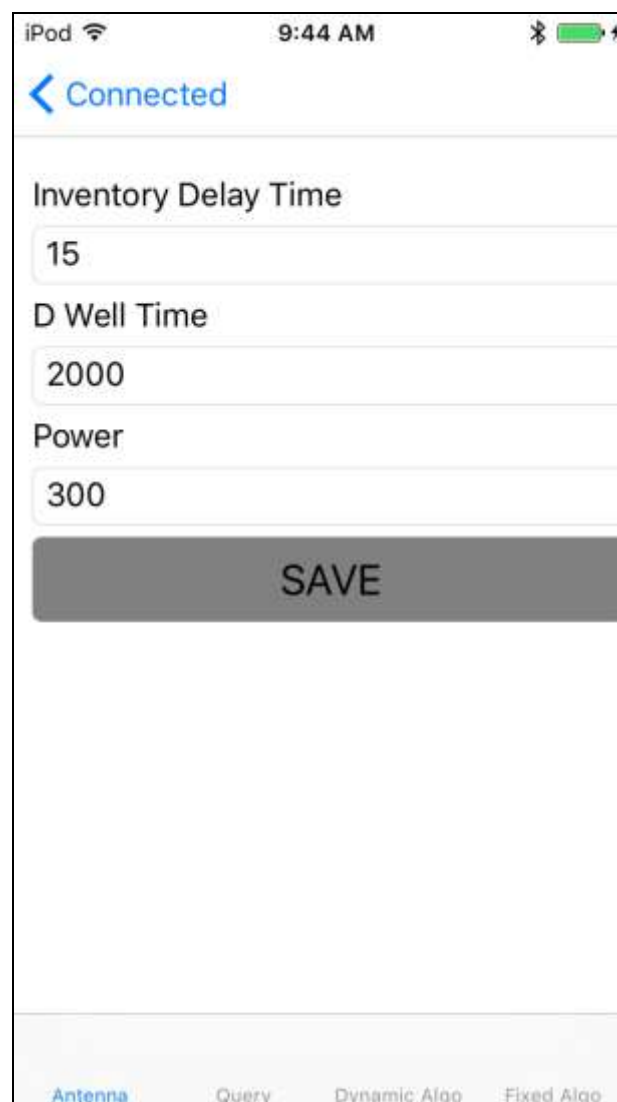 iPod 9:44 AM
Connected
Inventory Delay Time
15
D Well Time
2000
Power
300
SAVE
Antenna Query Dynamic Algo Fixed Algo